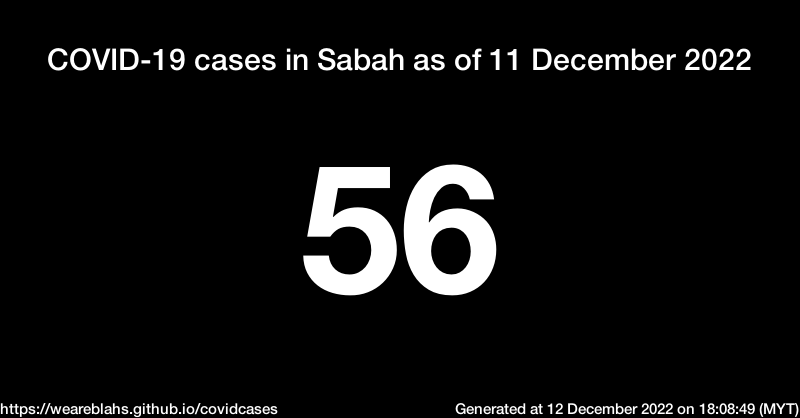 COVID-19 cases in Sabah as of 11 December 2022
56
https://weareblahs.github.io/covidcases
Generated at 12 December 2022 on 18:08:49 (MYT)